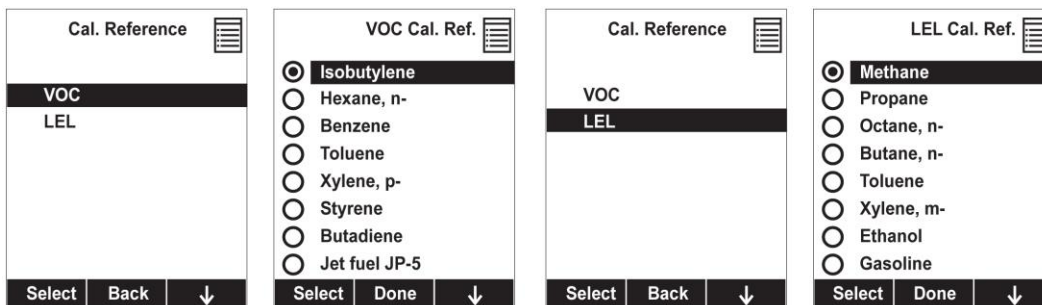 Cal. Reference
VOC
LEL
Select Back ↓
VOC Cal. Ref.
Isobutylene
Hexane, n-
Benzene
Toluene
Xylene, p-
Styrene
Butadiene
Jet fuel JP-5
Select Done ↓
Cal. Reference
VOC
LEL
Select Back ↓
LEL Cal. Ref.
Methane
Propane
Octane, n-
Butane, n-
Toluene
Xylene, m-
Ethanol
Gasoline
Select Done ↓